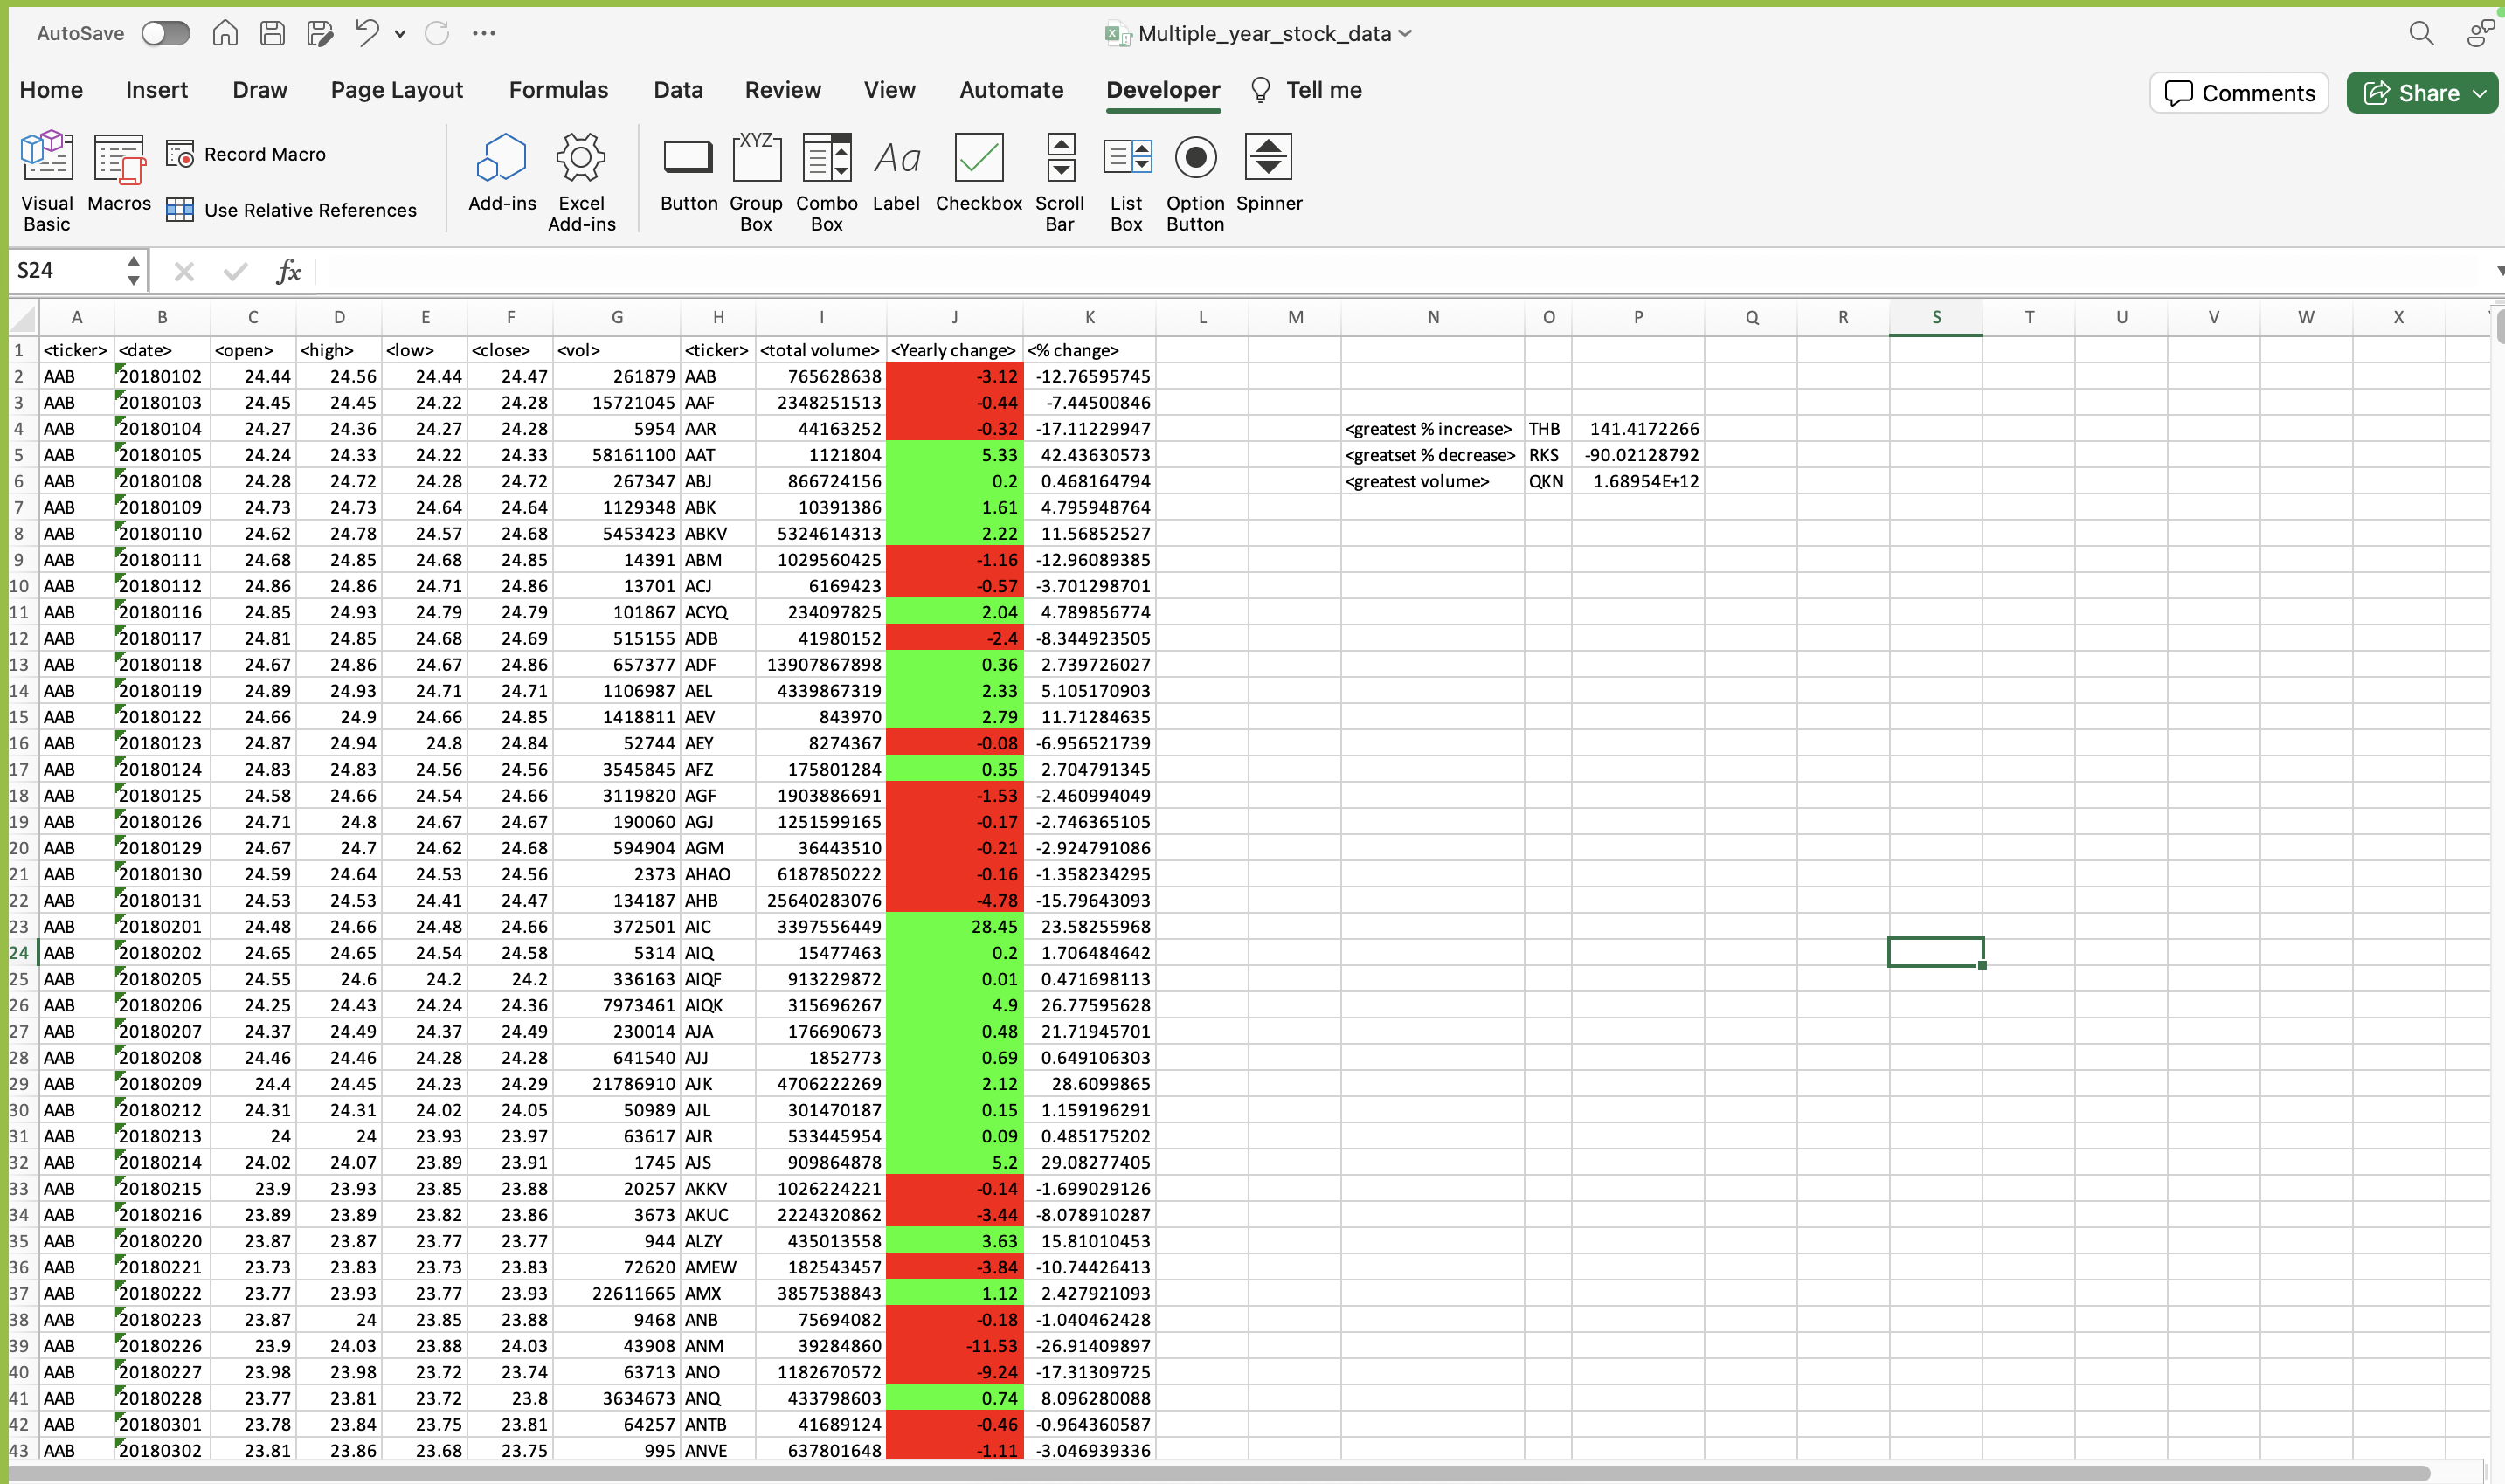 AutoSave Multiple_year_stock_data
Home Insert Draw Page Layout Formulas Data Review View Automate Developer Tell me Comments Share
Visual Basic Macros Record Macro Use Relative References Add-ins Excel Add-ins Button XYZ Group Box Combo Box Aa Label Checkbox Scroll Bar List Box Option Button Spinner
S24 fx
A B C D E F G H I J K L M N O P Q R S T U V W X
1 <ticker> <date> <open> <high> <low> <close> <vol> <ticker> <total volume> <Yearly change> <% change>
2 AAB 20180102 24.44 24.56 24.44 24.47 261879 AAB 765628638 -3.12 -12.76595745
3 AAB 20180103 24.45 24.45 24.22 24.28 15721045 AAF 2348251513 -0.44 -7.44500846
4 AAB 20180104 24.27 24.36 24.27 24.28 5954 AAR 44163252 -0.32 -17.11229947 <greatest % increase> THB 141.4172266
5 AAB 20180105 24.24 24.33 24.22 24.33 58161100 AAT 1121804 5.33 42.43630573 <greatset % decrease> RKS -90.02128792
6 AAB 20180108 24.28 24.72 24.28 24.72 267347 ABJ 866724156 0.2 0.468164794 <greatest volume> QKN 1.68954E+12
7 AAB 20180109 24.73 24.73 24.64 24.64 1129348 ABK 10391386 1.61 4.795948764
8 AAB 20180110 24.62 24.78 24.57 24.68 5453423 ABKV 5324614313 2.22 11.56852527
9 AAB 20180111 24.68 24.85 24.68 24.85 14391 ABM 1029560425 -1.16 -12.96089385
10 AAB 20180112 24.86 24.86 24.71 24.86 13701 ACJ 6169423 -0.57 -3.701298701
11 AAB 20180116 24.85 24.93 24.79 24.79 101867 ACYQ 234097825 2.04 4.789856774
12 AAB 20180117 24.81 24.85 24.68 24.69 515155 ADB 41980152 -2.4 -8.344923505
13 AAB 20180118 24.67 24.86 24.67 24.86 657377 ADF 13907867898 0.36 2.739726027
14 AAB 20180119 24.89 24.93 24.71 24.71 1106987 AEL 4339867319 2.33 5.105170903
15 AAB 20180122 24.66 24.9 24.66 24.85 1418811 AEV 843970 2.79 11.71284635
16 AAB 20180123 24.87 24.94 24.8 24.84 52744 AEY 8274367 -0.08 -6.956521739
17 AAB 20180124 24.83 24.83 24.56 24.56 3545845 AFZ 175801284 0.35 2.704791345
18 AAB 20180125 24.58 24.66 24.54 24.66 3119820 AGF 1903886691 -1.53 -2.460994049
19 AAB 20180126 24.71 24.8 24.67 24.67 190060 AGJ 1251599165 -0.17 -2.746365105
20 AAB 20180129 24.67 24.7 24.62 24.68 594904 AGM 36443510 -0.21 -2.924791086
21 AAB 20180130 24.59 24.64 24.53 24.56 2373 AHAO 6187850222 -0.16 -1.358234295
22 AAB 20180131 24.53 24.53 24.41 24.47 134187 AHB 25640283076 -4.78 -15.79643093
23 AAB 20180201 24.48 24.66 24.48 24.66 372501 AIC 3397556449 28.45 23.58255968
24 AAB 20180202 24.65 24.65 24.54 24.58 5314 AIQ 15477463 0.2 1.706484642
25 AAB 20180205 24.55 24.6 24.2 24.2 336163 AIQF 913229872 0.01 0.471698113
26 AAB 20180206 24.25 24.43 24.24 24.36 7973461 AIQK 315696267 4.9 26.77595628
27 AAB 20180207 24.37 24.49 24.37 24.49 230014 AJA 176690673 0.48 21.71945701
28 AAB 20180208 24.46 24.46 24.28 24.28 641540 AJJ 1852773 0.69 0.649106303
29 AAB 20180209 24.4 24.45 24.23 24.29 21786910 AJK 4706222269 2.12 28.6099865
30 AAB 20180212 24.31 24.31 24.02 24.05 50989 AJL 301470187 0.15 1.159196291
31 AAB 20180213 24 24 23.93 23.97 63617 AJR 533445954 0.09 0.485175202
32 AAB 20180214 24.02 24.07 23.89 23.91 1745 AJS 909864878 5.2 29.08277405
33 AAB 20180215 23.9 23.93 23.85 23.88 20257 AKKV 1026224221 -0.14 -1.699029126
34 AAB 20180216 23.89 23.89 23.82 23.86 3673 AKUC 2224320862 -3.44 -8.078910287
35 AAB 20180220 23.87 23.87 23.77 23.77 944 ALZY 435013558 3.63 15.81010453
36 AAB 20180221 23.73 23.83 23.73 23.83 72620 AMEW 182543457 -3.84 -10.74426413
37 AAB 20180222 23.77 23.93 23.77 23.93 22611665 AMX 3857538843 1.12 2.427921093
38 AAB 20180223 23.87 24 23.85 23.88 9468 ANB 75694082 -0.18 -1.040462428
39 AAB 20180226 23.9 24.03 23.88 24.03 43908 ANM 39284860 -11.53 -26.91409897
40 AAB 20180227 23.98 23.98 23.72 23.74 63713 ANO 1182670572 -9.24 -17.31309725
41 AAB 20180228 23.77 23.81 23.72 23.8 3634673 ANQ 433798603 0.74 8.096280088
42 AAB 20180301 23.78 23.84 23.75 23.81 64257 ANTB 41689124 -0.46 -0.964360587
43 AAB 20180302 23.81 23.86 23.68 23.75 995 ANVE 637801648 -1.11 -3.046939336